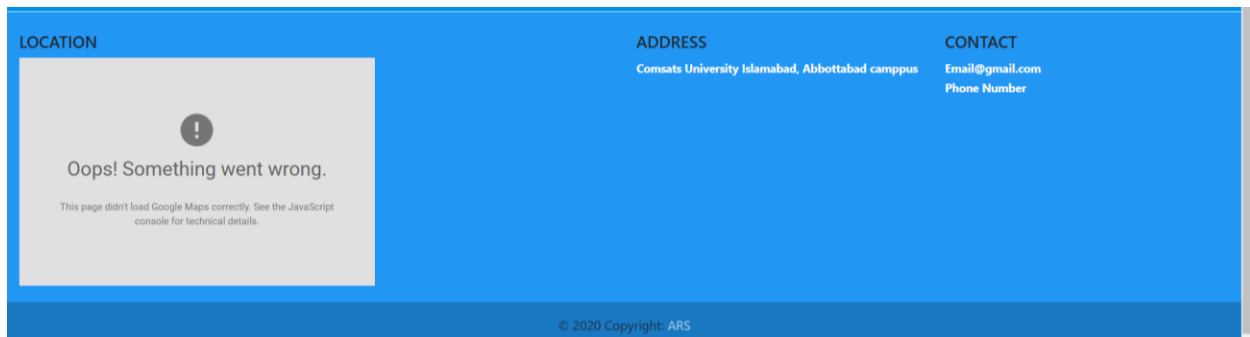 LOCATION
Oops! Something went wrong.
This page didn't load Google Maps correctly. See the JavaScript
console for technical details.
ADDRESS
Comsats University Islamabad, Abbottabad camppus
CONTACT
Email@gmail.com
Phone Number
© 2020 Copyright: ARS